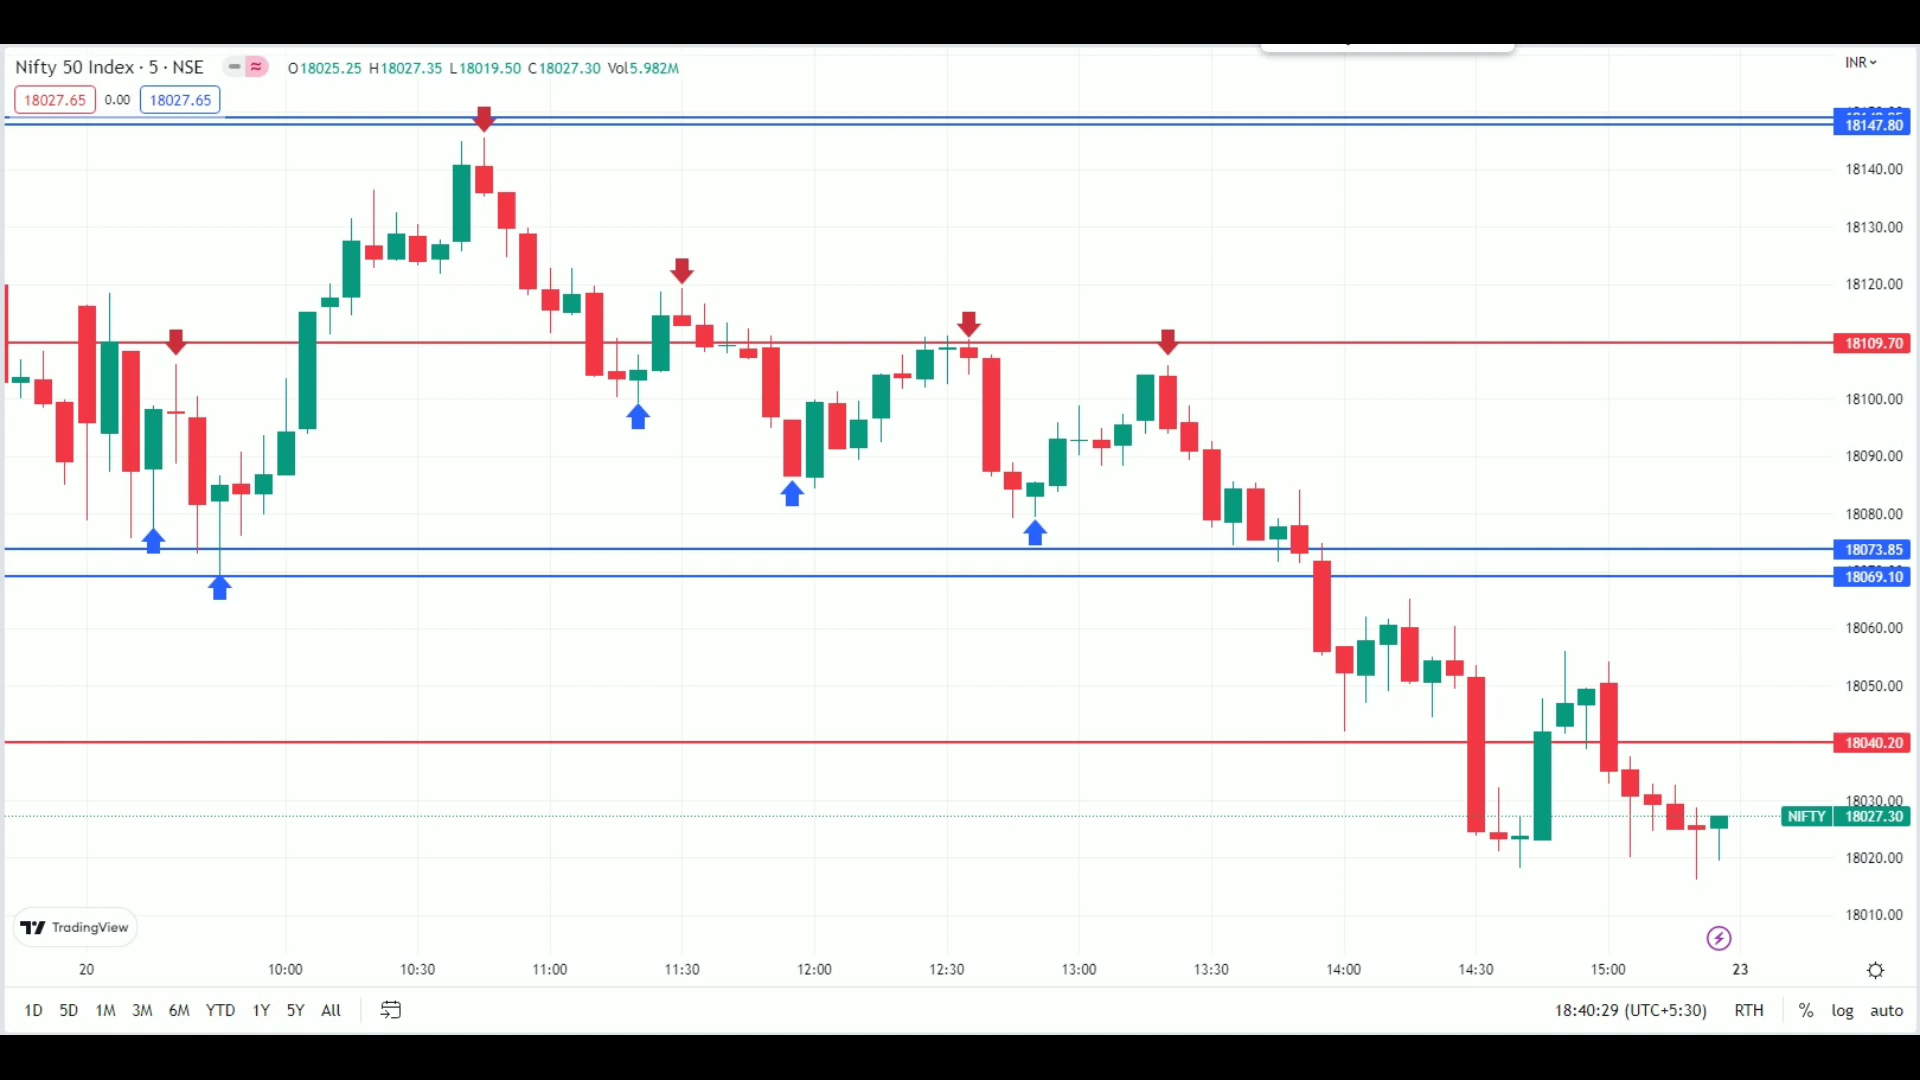 Nifty 50 Index · 5 · NSE
O18025.25 H18027.35 L18019.50 C18027.30 Vol5.982M
INR
18027.65 0.00 18027.65
18147.80
18140.00
18130.00
18120.00
18109.70
18100.00
18090.00
18080.00
18073.85
18069.10
18060.00
18050.00
18040.20
18030.00
NIFTY 18027.30
18020.00
18010.00
TradingView
20 10:00 10:30 11:00 11:30 12:00 12:30 13:00 13:30 14:00 14:30 15:00 23
1D 5D 1M 3M 6M YTD 1Y 5Y All
18:40:29 (UTC+5:30) RTH % log auto